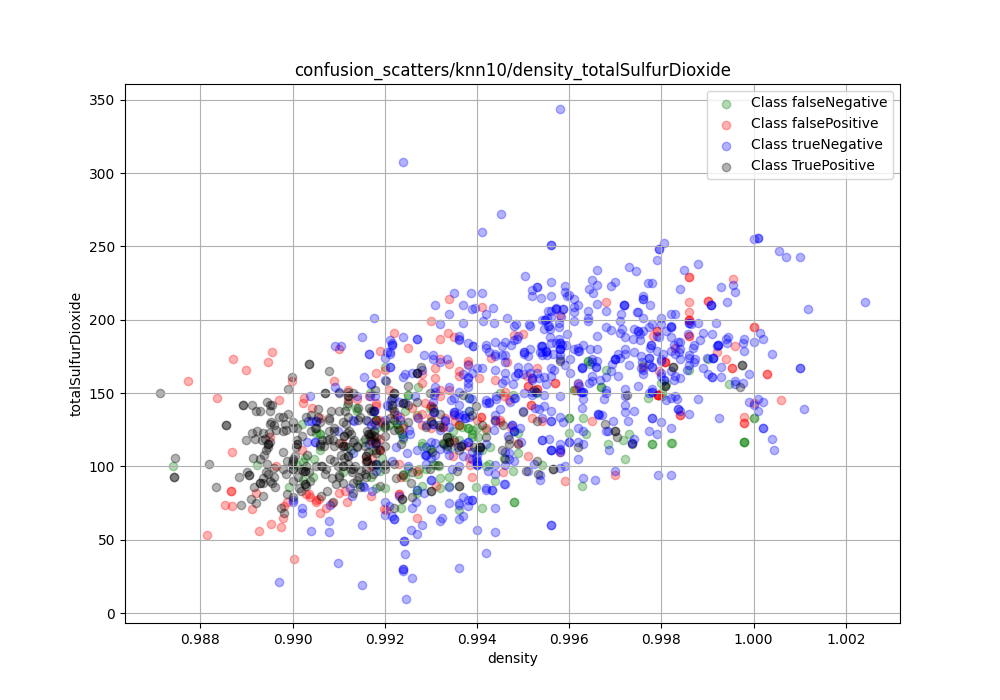 confusion_scatters/knn10/density_totalSulfurDioxide
Class falseNegative
Class falsePositive
Class trueNegative
Class TruePositive
totalSulfurDioxide
350
300
250
200
150
100
50
0
0.988 0.990 0.992 0.994 0.996 0.998 1.000 1.002
density